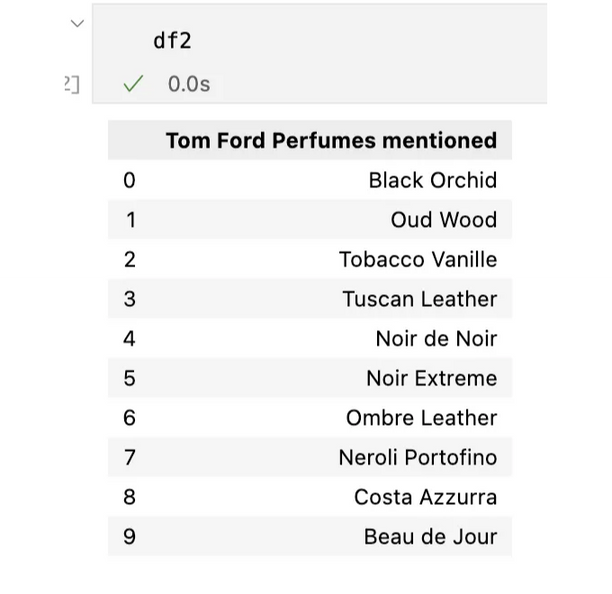 df2
2] ✓ 0.0s
Tom Ford Perfumes mentioned
0 Black Orchid
1 Oud Wood
2 Tobacco Vanille
3 Tuscan Leather
4 Noir de Noir
5 Noir Extreme
6 Ombre Leather
7 Neroli Portofino
8 Costa Azzurra
9 Beau de Jour